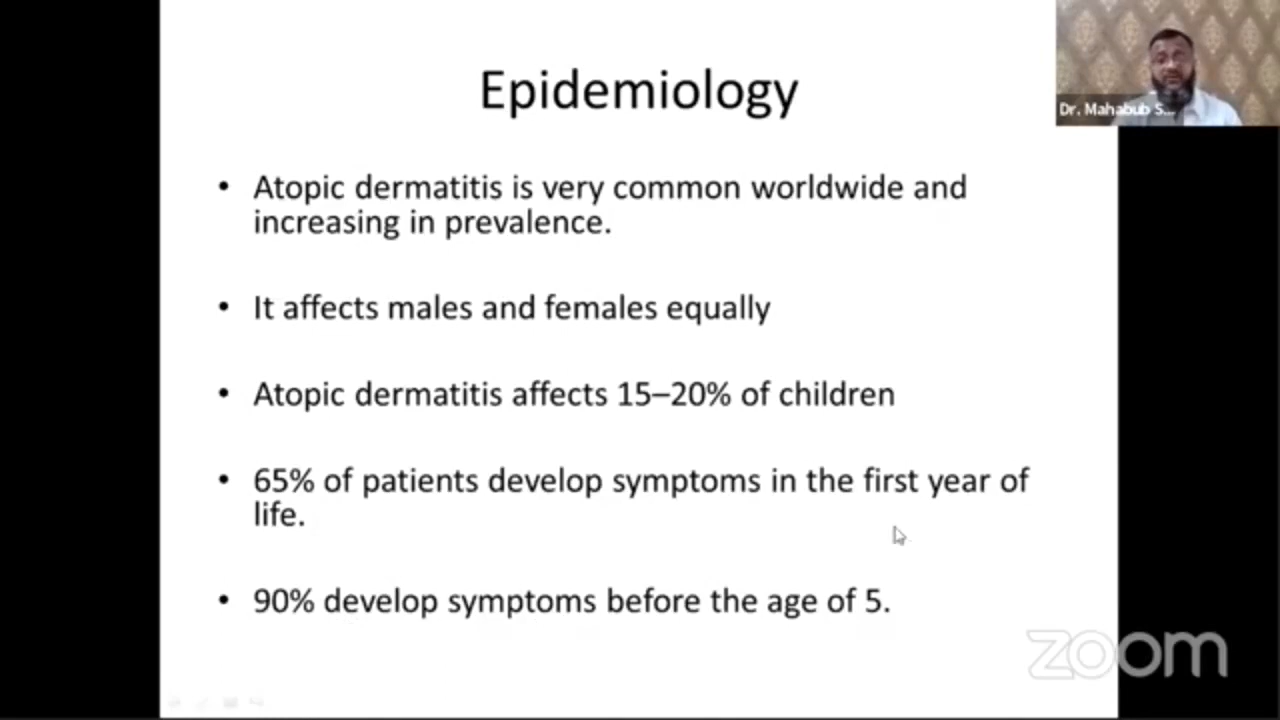 Epidemiology
Dr. Mahabub S...
• Atopic dermatitis is very common worldwide and
increasing in prevalence.
• It affects males and females equally
• Atopic dermatitis affects 15–20% of children
• 65% of patients develop symptoms in the first year of
life.
• 90% develop symptoms before the age of 5.
zoom